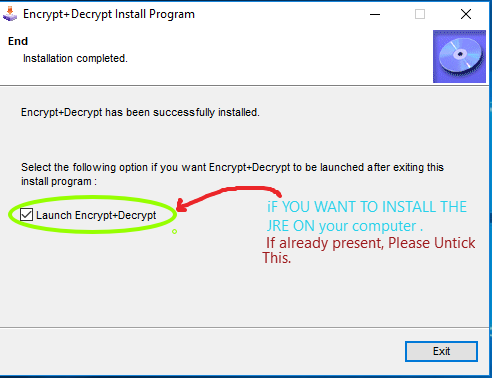 Encrypt+Decrypt Install Program
End
Installation completed.
Encrypt+Decrypt has been successfully installed.
Select the following option if you want Encrypt+Decrypt to be launched after exiting this
install program :
Launch Encrypt+Decrypt
iF YOU WANT TO INSTALL THE
JRE ON your computer .
If already present, Please Untick
This.
Exit